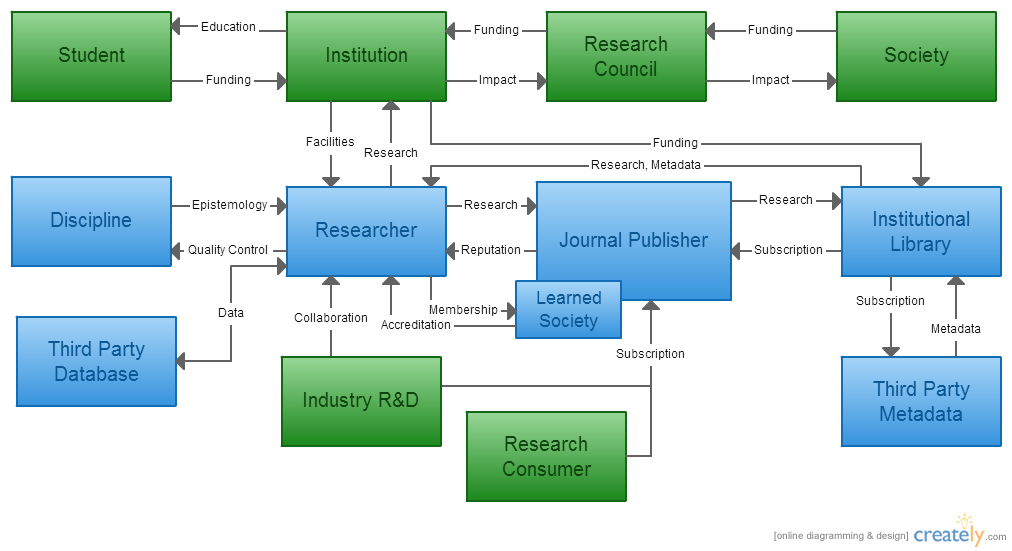 Student
Education
Funding
Institution
Funding
Impact
Research
Council
Funding
Impact
Society
Facilities
Research
Funding
Research, Metadata
Discipline
Epistemology
Quality Control
Researcher
Research
Reputation
Journal Publisher
Research
Subscription
Institutional
Library
Data
Collaboration
Membership
Accreditation
Learned
Society
Subscription
Subscription
Metadata
Third Party
Database
Industry R&D
Third Party
Metadata
Research
Consumer
[online diagramming & design] creately.com